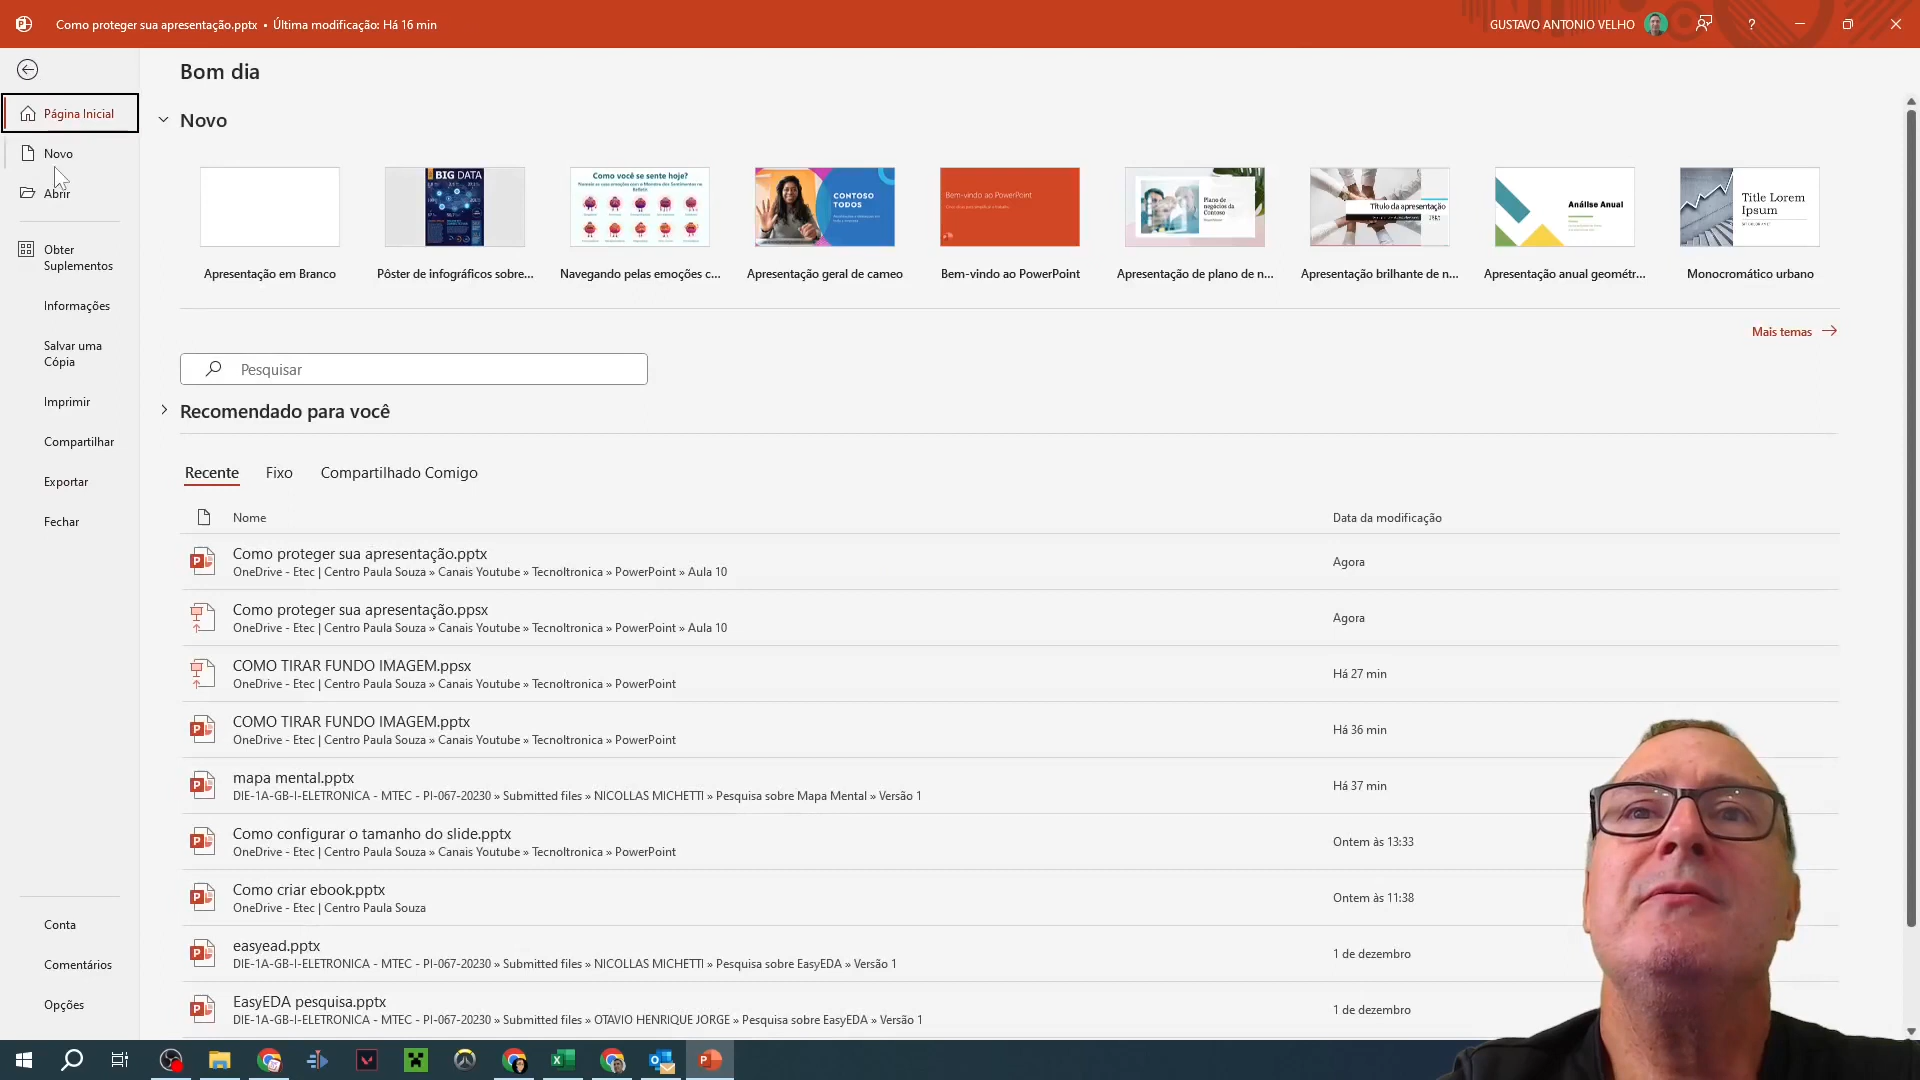 Como proteger sua apresentação.pptx • Última modificação: Há 16 min
GUSTAVO ANTONIO VELHO
?
Bom dia
Página Inicial
Novo
Abrir
Obter
Suplementos
Informações
Salvar uma
Cópia
Imprimir
Compartilhar
Exportar
Fechar
Conta
Comentários
Opções
Novo
BIG DATA
Como você se sente hoje?
CONTOSO
TODOS
Bem-vindo ao PowerPoint
Plano de
negócios da
Contoso
Título da apresentação
Análise Anual
Title Lorem
Ipsum
Apresentação em Branco
Pôster de infográficos sobre...
Navegando pelas emoções c...
Apresentação geral de cameo
Bem-vindo ao PowerPoint
Apresentação de plano de n...
Apresentação brilhante de n...
Apresentação anual geométr...
Monocromático urbano
Mais temas
Pesquisar
Recomendado para você
Recente Fixo Compartilhado Comigo
Nome Data da modificação
Como proteger sua apresentação.pptx
OneDrive - Etec | Centro Paula Souza » Canais Youtube » Tecnoltronica » PowerPoint » Aula 10
Agora
Como proteger sua apresentação.ppsx
OneDrive - Etec | Centro Paula Souza » Canais Youtube » Tecnoltronica » PowerPoint » Aula 10
Agora
COMO TIRAR FUNDO IMAGEM.ppsx
OneDrive - Etec | Centro Paula Souza » Canais Youtube » Tecnoltronica » PowerPoint
Há 27 min
COMO TIRAR FUNDO IMAGEM.pptx
OneDrive - Etec | Centro Paula Souza » Canais Youtube » Tecnoltronica » PowerPoint
Há 36 min
mapa mental.pptx
DIE-1A-GB-I-ELETRONICA - MTEC - PI-067-20230 » Submitted files » NICOLLAS MICHETTI » Pesquisa sobre Mapa Mental » Versão 1
Há 37 min
Como configurar o tamanho do slide.pptx
OneDrive - Etec | Centro Paula Souza » Canais Youtube » Tecnoltronica » PowerPoint
Ontem às 13:33
Como criar ebook.pptx
OneDrive - Etec | Centro Paula Souza
Ontem às 11:38
easyead.pptx
DIE-1A-GB-I-ELETRONICA - MTEC - PI-067-20230 » Submitted files » NICOLLAS MICHETTI » Pesquisa sobre EasyEDA » Versão 1
1 de dezembro
EasyEDA pesquisa.pptx
DIE-1A-GB-I-ELETRONICA - MTEC - PI-067-20230 » Submitted files » OTAVIO HENRIQUE JORGE » Pesquisa sobre EasyEDA » Versão 1
1 de dezembro